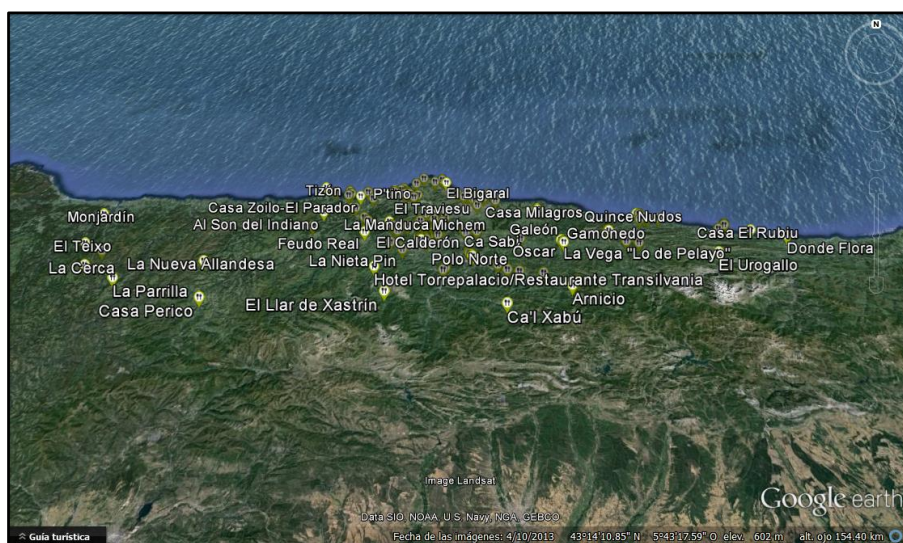 N
Tizón
P'tino
El Bigaral
Monjardín
Casa Zoilo-El Parador
El Traviesu
Casa Milagros
Quince Nudos
Al Son del Indiano
La Manduca
Michem
Galeón
Gamonedo
Casa El Rubiu
El Teixo
Feudo Real
El Calderón
Ca Sabú
Oscar
La Vega "Lo de Pelayo"
Donde Flora
La Cerca
La Nueva Allandesa
La Nieta Pin
Polo Norte
El Urogallo
La Parrilla
Hotel Torrepalacio/Restaurante Transilvania
Casa Perico
El Llar de Xastrín
Arnicio
Ca'l Xabú
Image Landsat
Google earth
Data SIO, NOAA, U.S. Navy, NGA, GEBCO
Guía turística
Fecha de las imágenes: 4/10/2013 43°14'10.85" N 5°43'17.59" O elev. 602 m alt. ojo 154.40 km